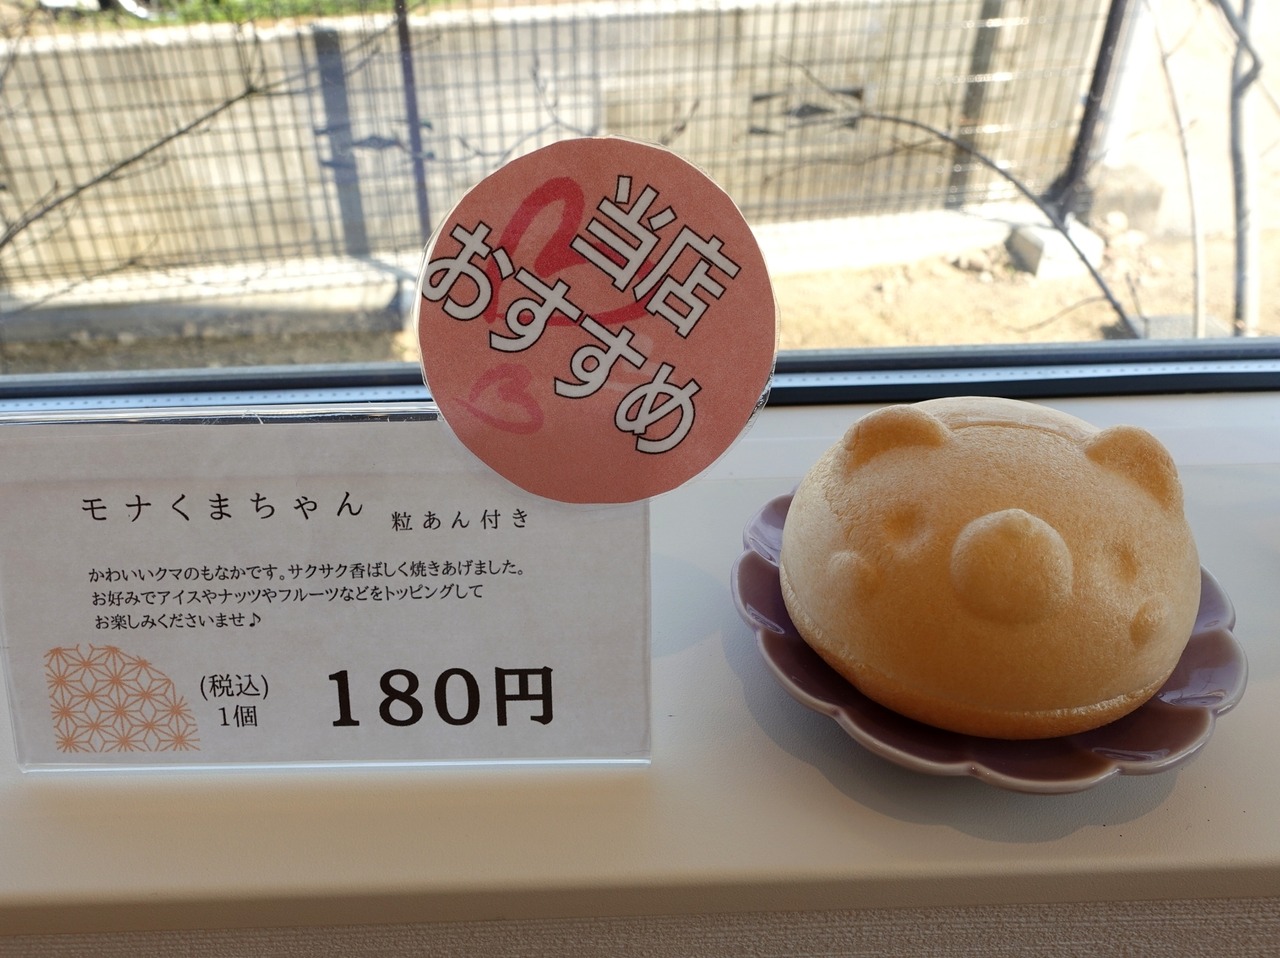 当店
おすすめ
モナくまちゃん 粒あん付き
かわいいクマのもなかです。サクサク香ばしく焼きあげました。
お好みでアイスやナッツやフルーツなどをトッピングして
お楽しみくださいませ♪
(税込)
1個
180円